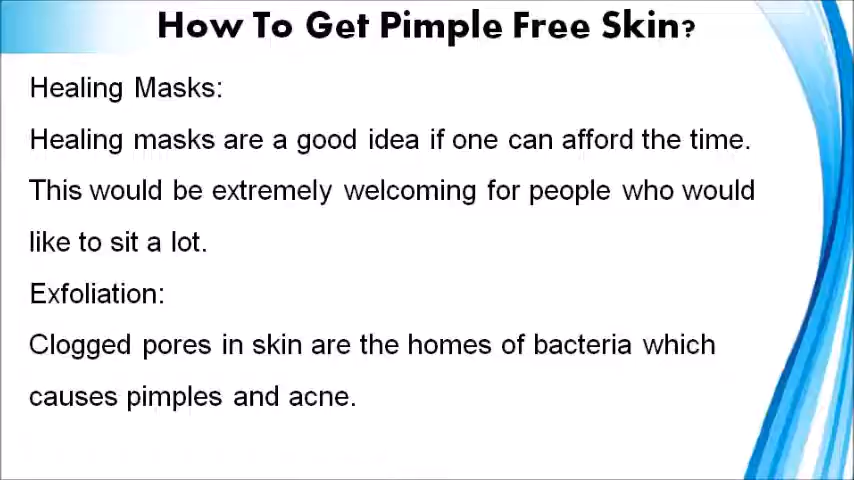 How To Get Pimple Free Skin?
Healing Masks:
Healing masks are a good idea if one can afford the time.
This would be extremely welcoming for people who would
like to sit a lot.
Exfoliation:
Clogged pores in skin are the homes of bacteria which
causes pimples and acne.